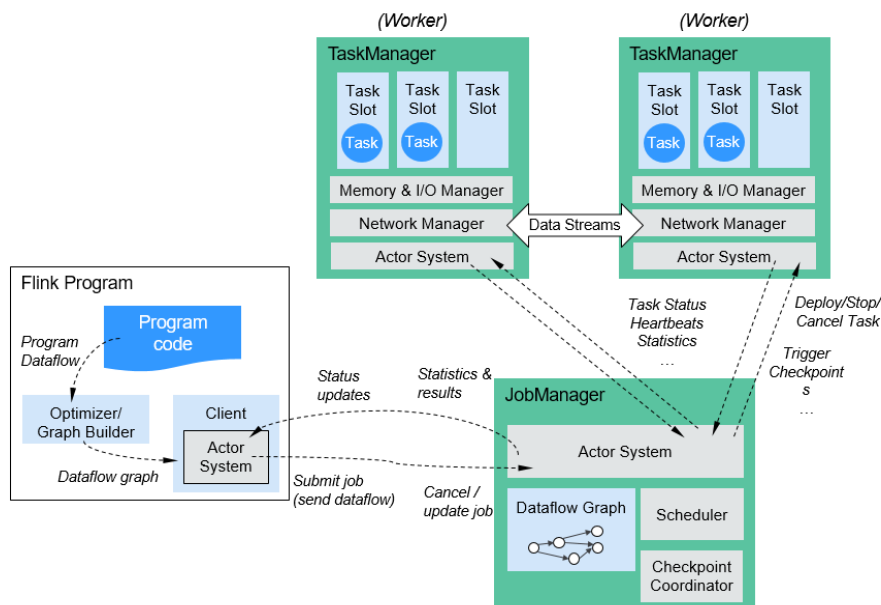 (Worker)
TaskManager
Task
Slot
Task
Task
Slot
Task
Task
Slot
Memory & I/O Manager
Network Manager
Actor System
(Worker)
TaskManager
Task
Slot
Task
Task
Slot
Task
Task
Slot
Memory & I/O Manager
Network Manager
Actor System
Data Streams
Flink Program
Program
code
Program
Dataflow
Optimizer/
Graph Builder
Client
Actor
System
Dataflow graph
Status
updates
Statistics &
results
Submit job
(send dataflow)
Cancel /
update job
Task Status
Heartbeats
Statistics
...
Deploy/Stop/
Cancel Task
Trigger
Checkpoint
s
...
JobManager
Actor System
Dataflow Graph
Scheduler
Checkpoint
Coordinator